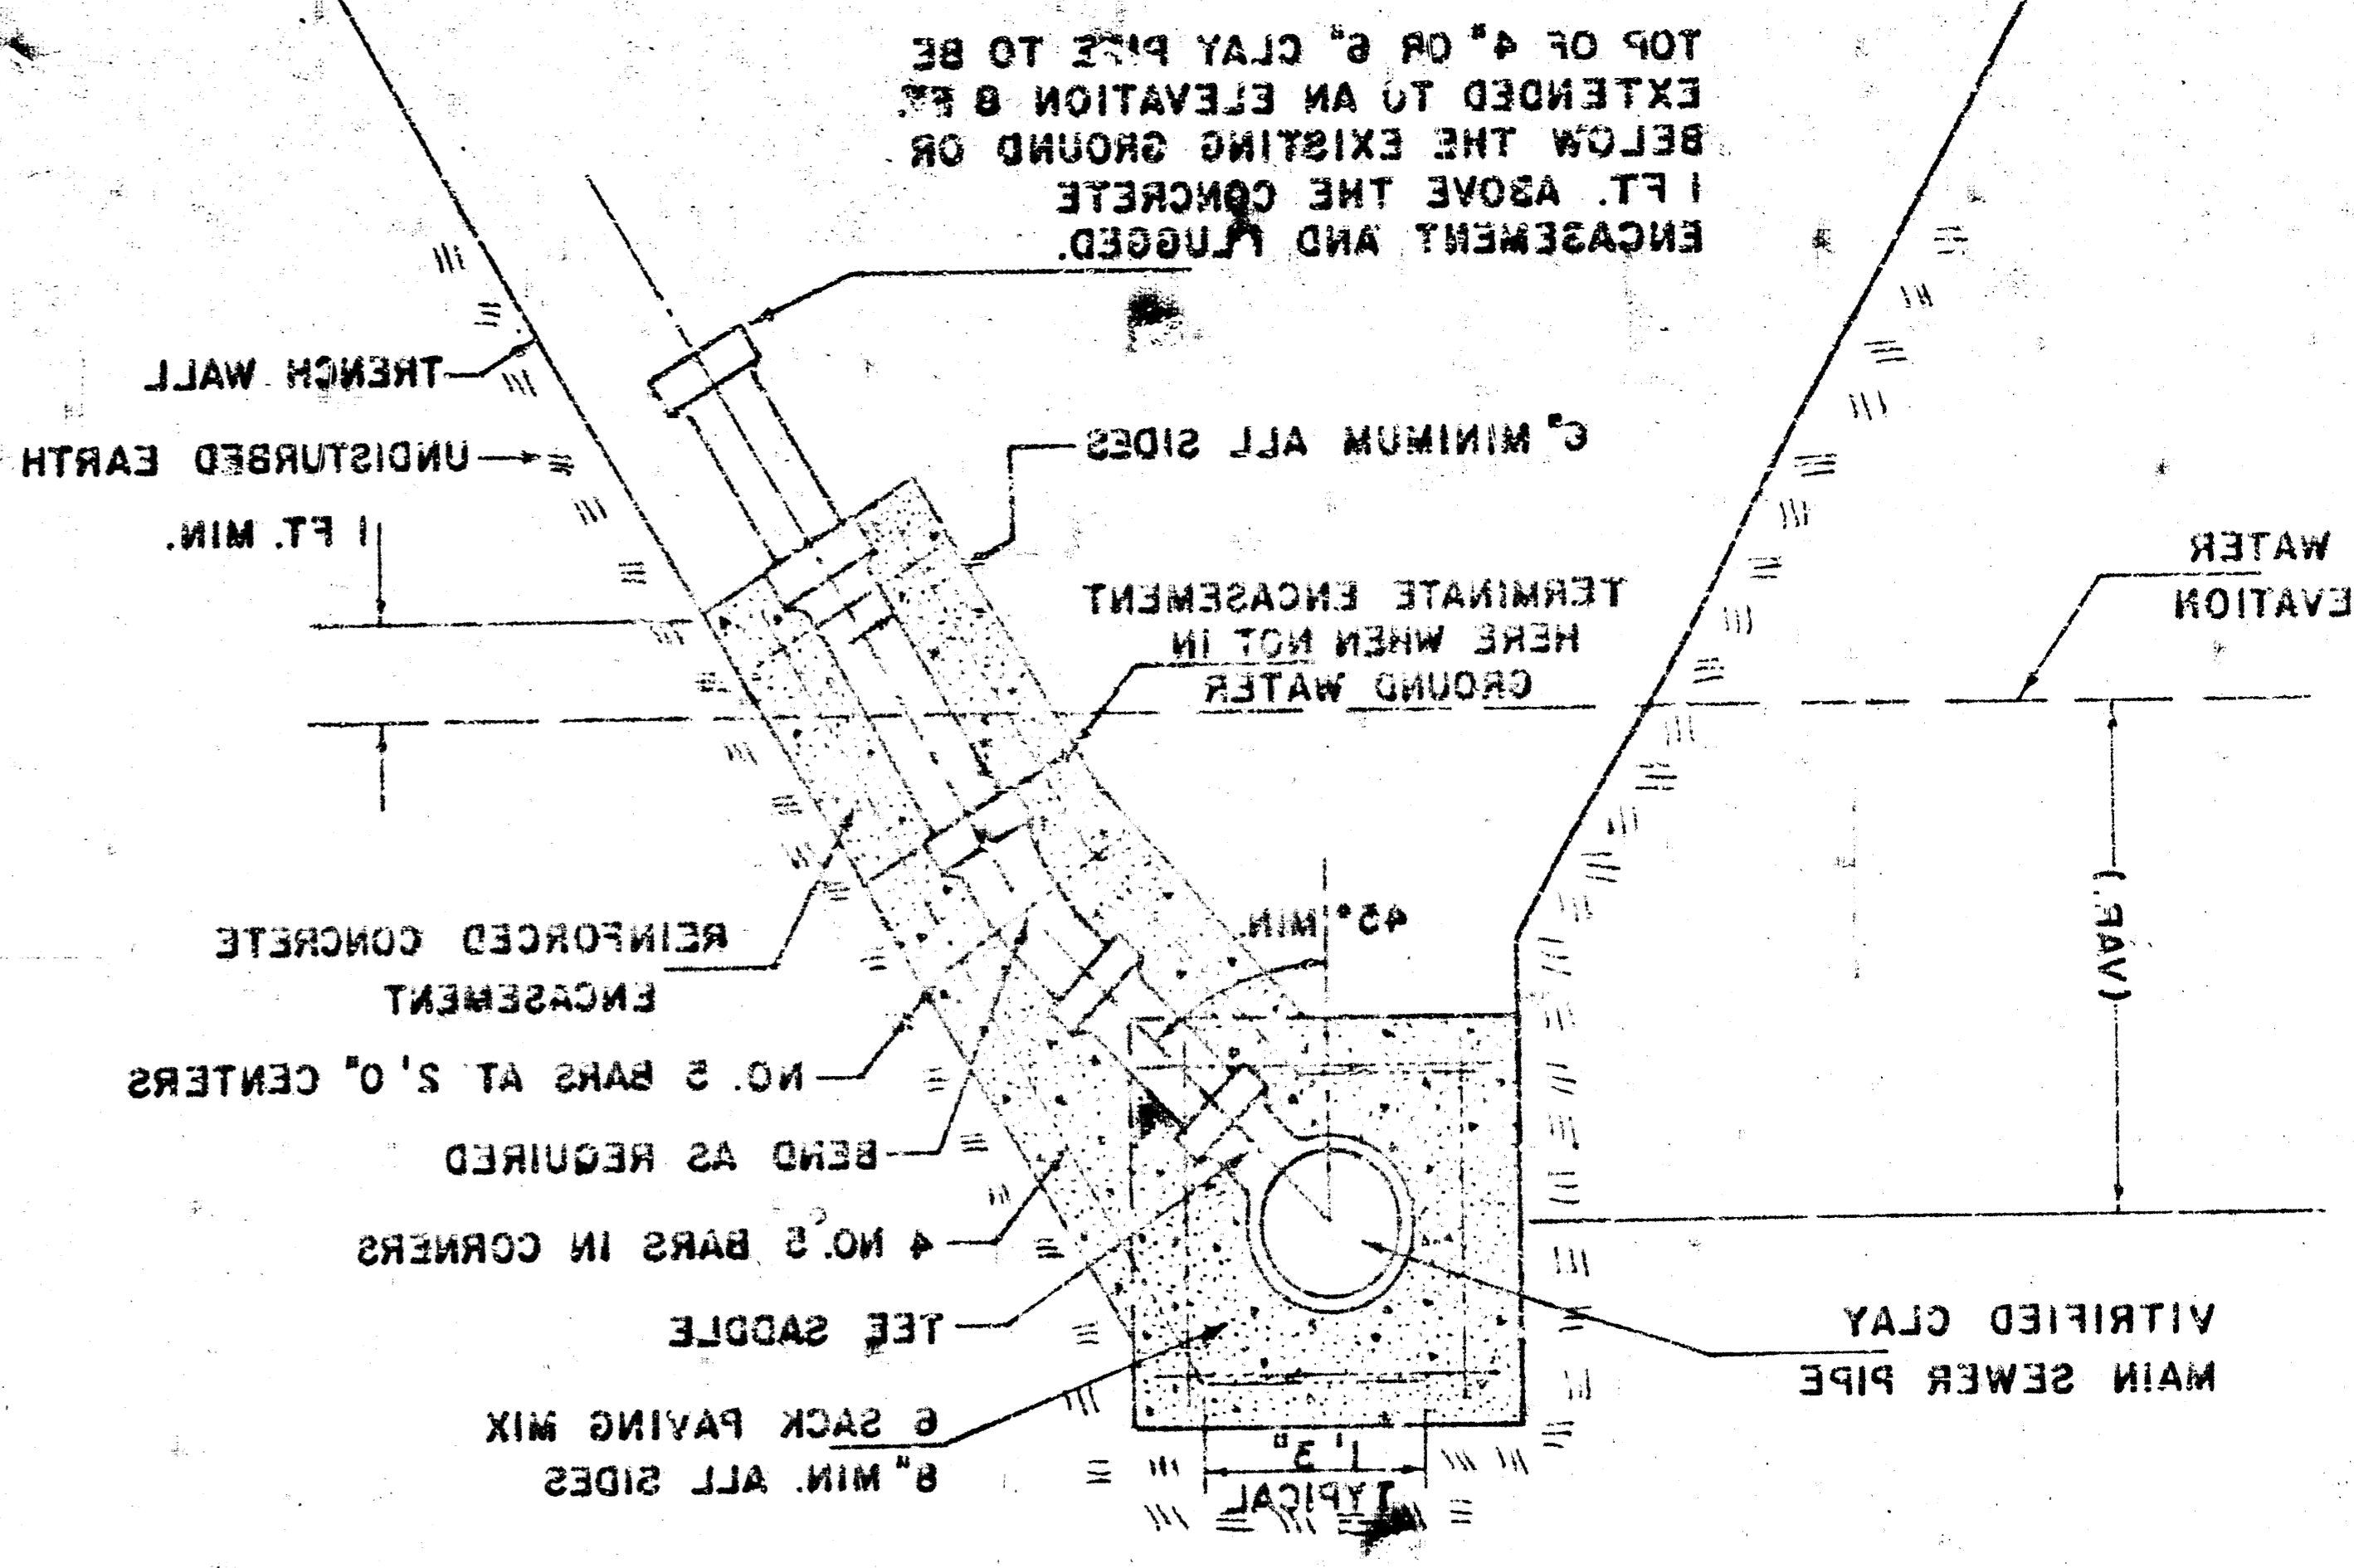 TOP OF 4" OR 6" CLAY PIPE TO BE
EXTENDED TO AN ELEVATION 8 FT.
BELOW THE EXISTING GROUND OR
1 FT. ABOVE THE CONCRETE
ENCASEMENT AND PLUGGED.
TRENCH WALL
UNDISTURBED EARTH
MINIMUM ALL SIDES
1 FT. MIN.
WATER
EVATION
TERMINATE ENCASEMENT
HERE WHEN NOT IN
GROUND WATER
45° MIN.
(VAR.)
REINFORCED CONCRETE
ENCASEMENT
NO. 5 BARS AT 2'0" CENTERS
BEND AS REQUIRED
4 NO. 5 BARS IN CORNERS
TEE SADDLE
VITRIFIED CLAY
MAIN SEWER PIPE
6 SACK PAVING MIX
8" MIN. ALL SIDES
1'3"
TYPICAL